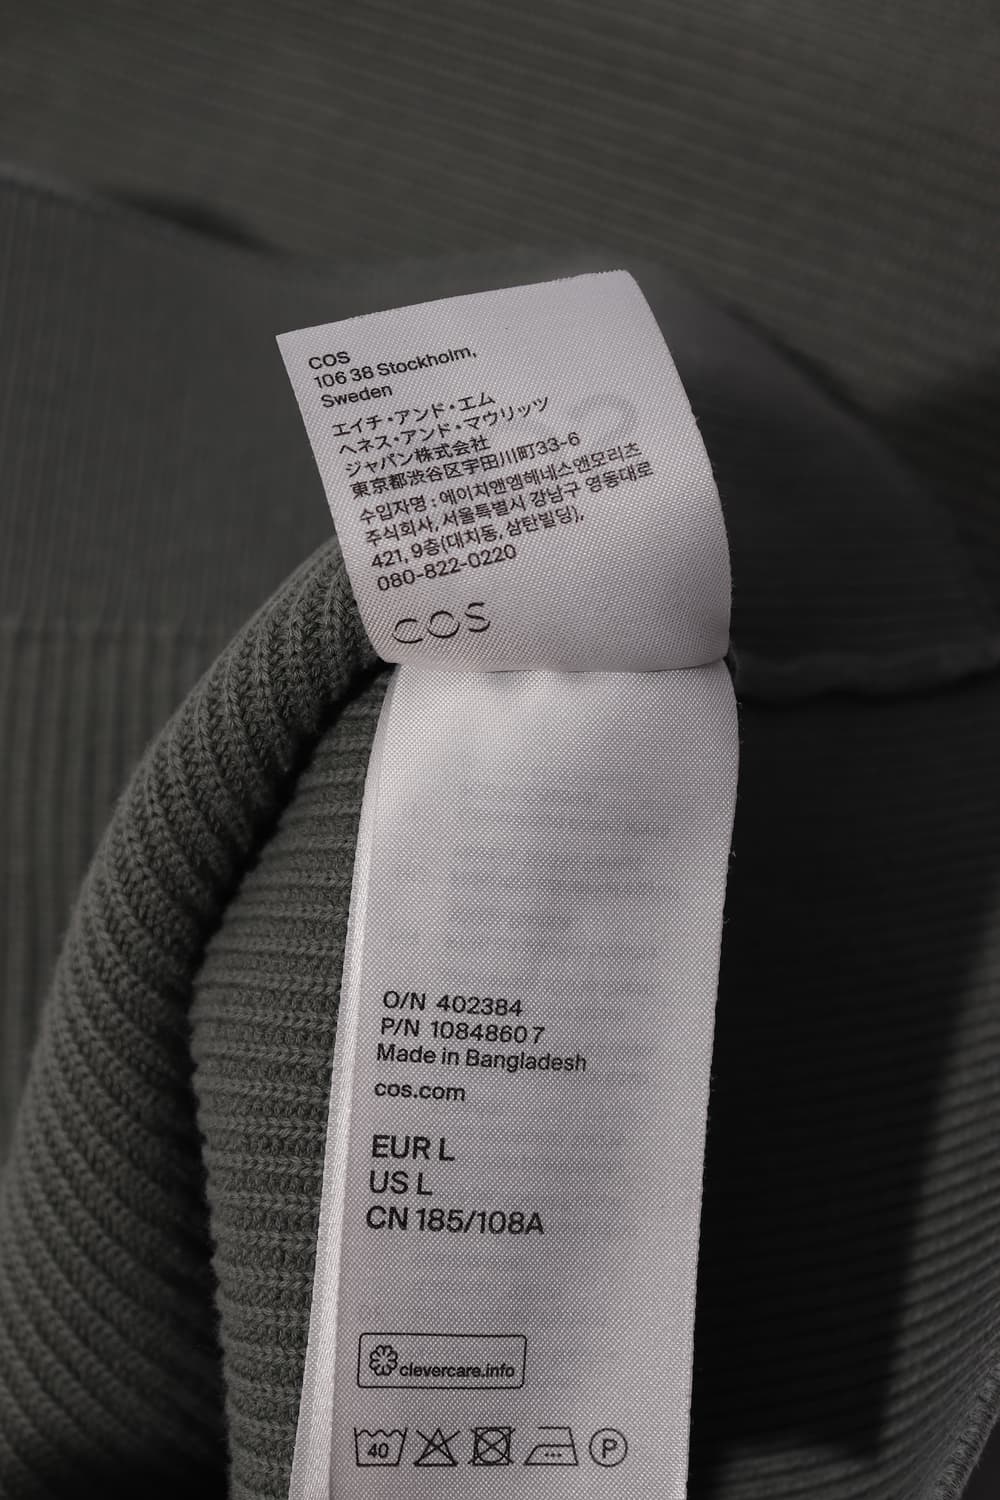 COS
106 38 Stockholm,
Sweden
エイチ・アンド・エム
ヘネス・アンド・マウリッツ
ジャパン株式会社
東京都渋谷区宇田川町33-6
수입자명 : 에이치앤엠헤네스앤모리츠
주식회사, 서울특별시 강남구 영동대로
421, 9층(대치동, 삼탄빌딩),
080-822-0220
COS
O/N 402384
P/N 10848607
Made in Bangladesh
cos.com
EUR L
US L
CN 185/108A
clevercare.info
40
P